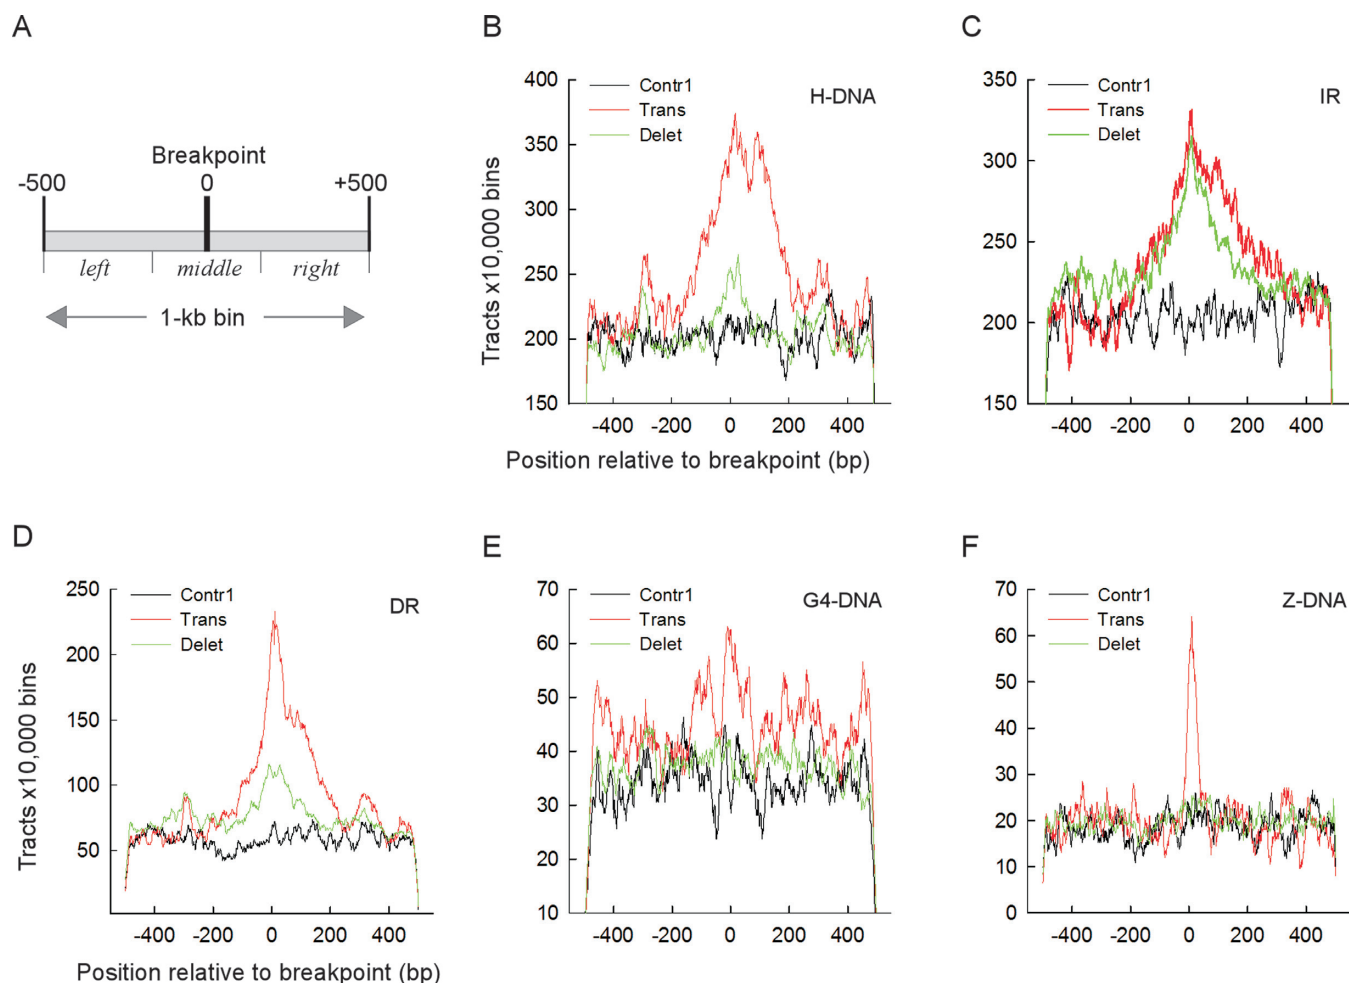 A
Breakpoint
-500 0 +500
left middle right
1-kb bin
B
Contr1
Trans
Delet
H-DNA
Tracts x10,000 bins
400
350
300
250
200
150
-400 -200 0 200 400
Position relative to breakpoint (bp)
C
Contr1
Trans
Delet
IR
350
300
250
200
150
-400 -200 0 200 400
D
Contr1
Trans
Delet
DR
Tracts x10,000 bins
250
200
150
100
50
-400 -200 0 200 400
Position relative to breakpoint (bp)
E
Contr1
Trans
Delet
G4-DNA
70
60
50
40
30
20
10
-400 -200 0 200 400
F
Contr1
Trans
Delet
Z-DNA
70
60
50
40
30
20
10
0
-400 -200 0 200 400